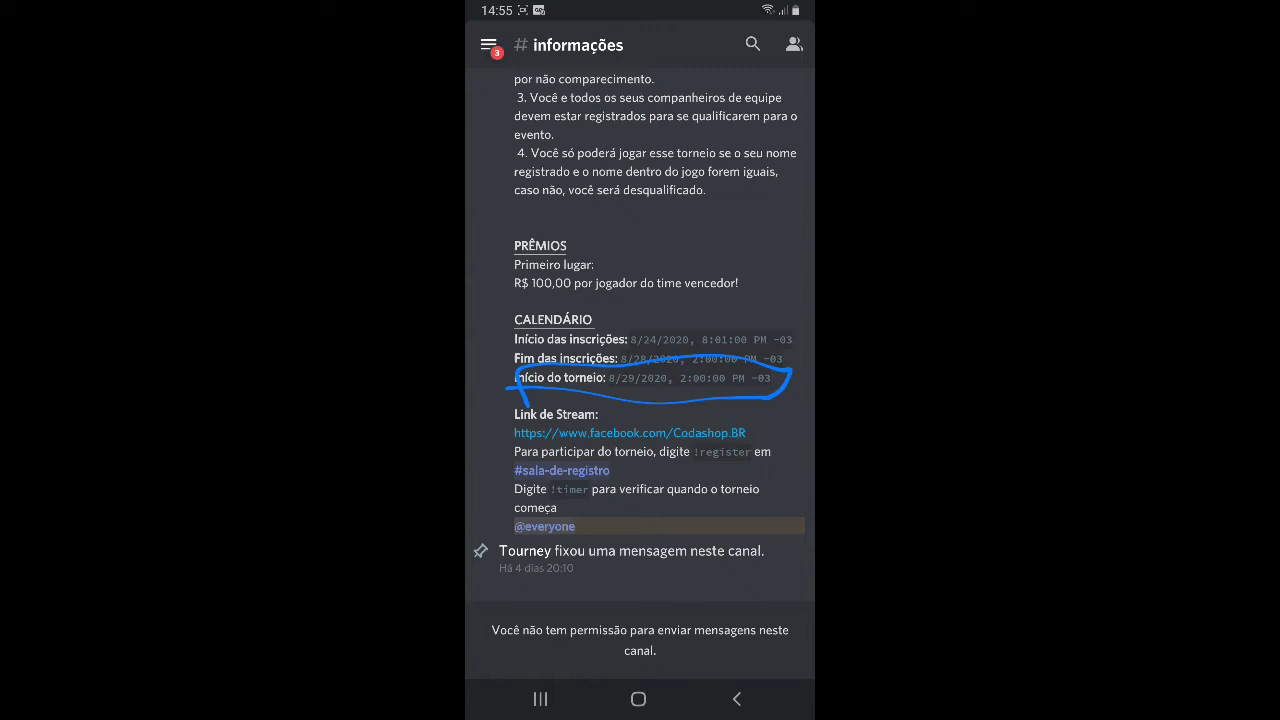 14:55
3
# informações
por não comparecimento.
3. Você e todos os seus companheiros de equipe
devem estar registrados para se qualificarem para o
evento.
4. Você só poderá jogar esse torneio se o seu nome
registrado e o nome dentro do jogo forem iguais,
caso não, você será desqualificado.
PRÊMIOS
Primeiro lugar:
R$ 100,00 por jogador do time vencedor!
CALENDÁRIO
Início das inscrições: 8/24/2020, 8:01:00 PM -03
Fim das inscrições: 8/28/2020, 2:00:00 PM -03
Início do torneio: 8/29/2020, 2:00:00 PM -03
Link de Stream:
https://www.facebook.com/Codashop.BR
Para participar do torneio, digite !register em
#sala-de-registro
Digite !timer para verificar quando o torneio
começa
@everyone
Tourney fixou uma mensagem neste canal.
Há 4 dias 20:10
Você não tem permissão para enviar mensagens neste
canal.